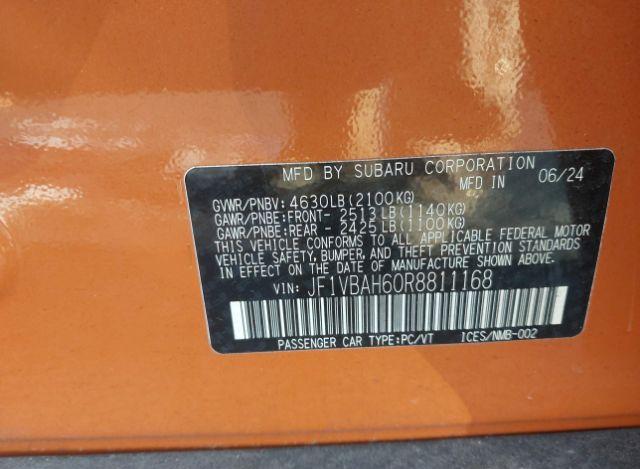 MFD BY SUBARU CORPORATION
MFD IN 06/24
GVWR/PNBV: 4630LB(2100KG)
GAWR/PNBE:FRONT- 2513LB(1140KG)
GAWR/PNBE:REAR - 2425LB(1100KG)
THIS VEHICLE CONFORMS TO ALL APPLICABLE FEDERAL MOTOR
VEHICLE SAFETY, BUMPER, AND THEFT PREVENTION STANDARDS
IN EFFECT ON THE DATE OF MANUFACTURE SHOWN ABOVE.
VIN: JF1VBAH60R8811168
PASSENGER CAR TYPE:PC/VT ICES/NMB-002